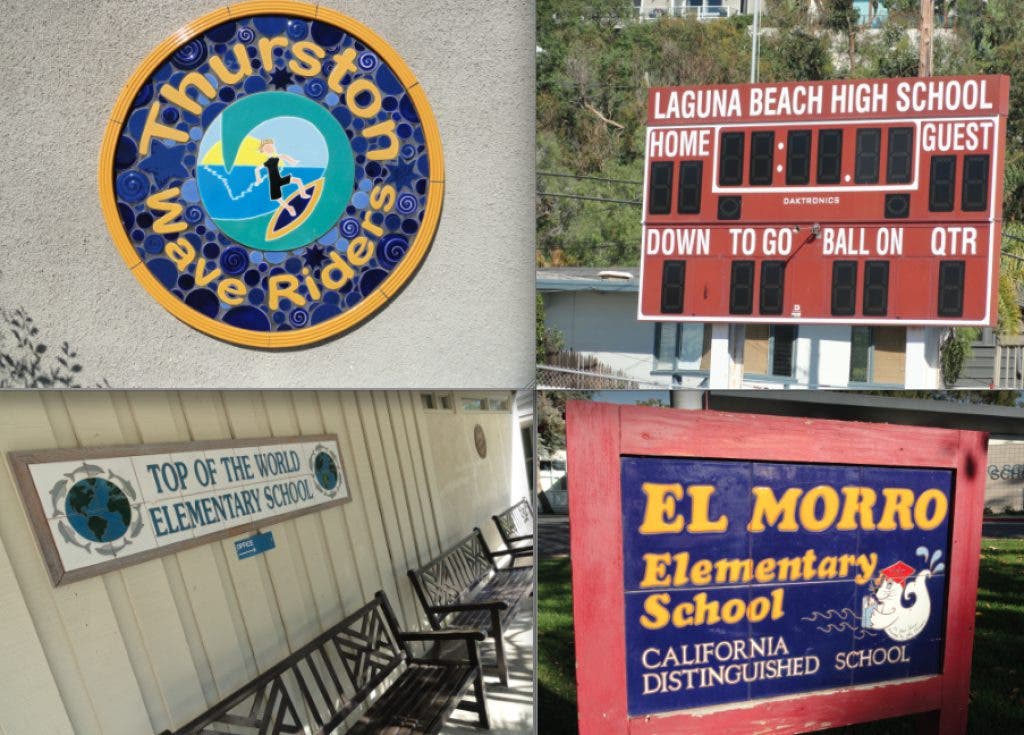 Thurston
Wave Riders
LAGUNA BEACH HIGH SCHOOL
HOME
GUEST
DAKTRONICS
DOWN TO GO BALL ON QTR
TOP OF THE WORLD
ELEMENTARY SCHOOL
OFFICE
EL MORRO
Elementary
School
CALIFORNIA
DISTINGUISHED SCHOOL